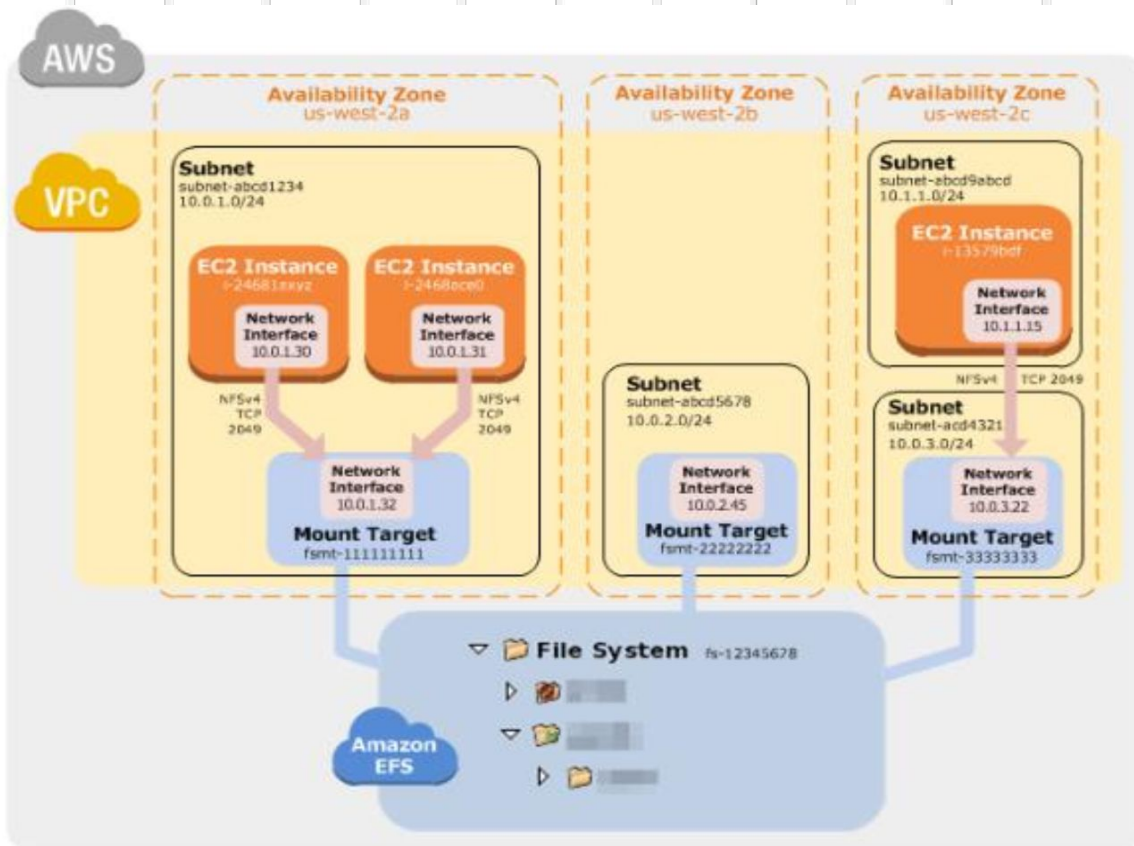 AWS
Availability Zone
us-west-2a
Availability Zone
us-west-2b
Availability Zone
us-west-2c
VPC
Subnet
subnet-abcd1234
10.0.1.0/24
EC2 Instance
Network
Interface
10.0.1.30
EC2 Instance
i-2468ace0
Network
Interface
10.0.1.31
NFSv4
TCP
2049
NFSv4
TCP
2049
Network
Interface
10.0.1.32
Mount Target
fsmt-111111111
Subnet
subnet-abcd5678
10.0.2.0/24
Network
Interface
10.0.2.45
Mount Target
fsmt-22222222
Subnet
subnet-abcd9abcd
10.1.1.0/24
EC2 Instance
i-13579bdf
Network
Interface
10.1.1.15
NFSv4 TCP 2049
Subnet
subnet-acd4321
10.0.3.0/24
Network
Interface
10.0.3.22
Mount Target
fsmt-33333333
File System fs-12345678
Amazon
EFS